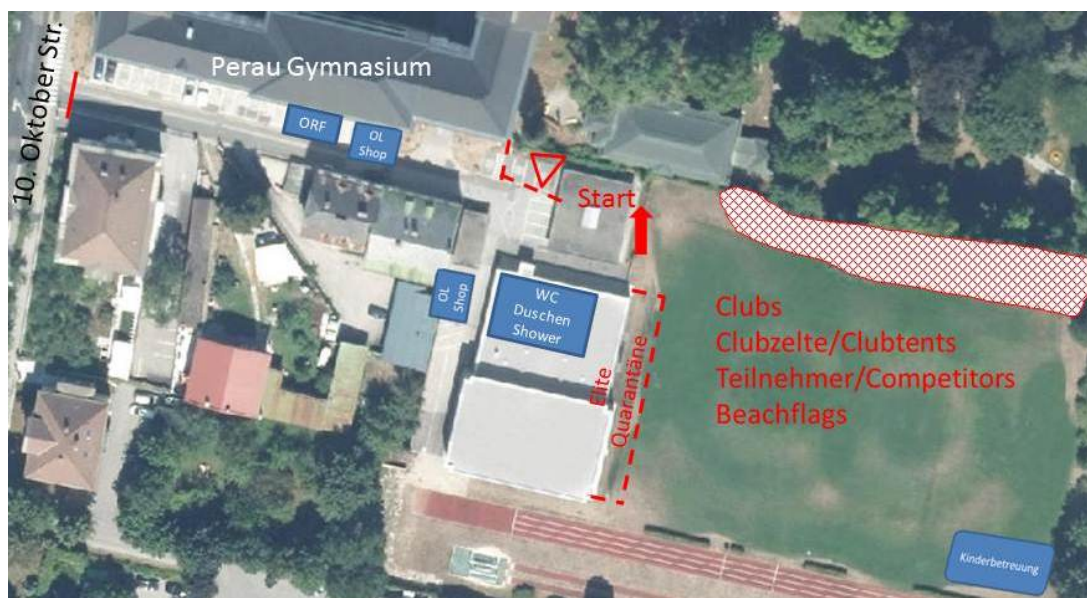 10. Oktober Str.
Perau Gymnasium
ORF
OL
Shop
Start
OL
Shop
WC
Duschen
Shower
Elite
Quarantäne
Clubs
Clubzelte/Clubtents
Teilnehmer/Competitors
Beachflags
Kinderbetreuung